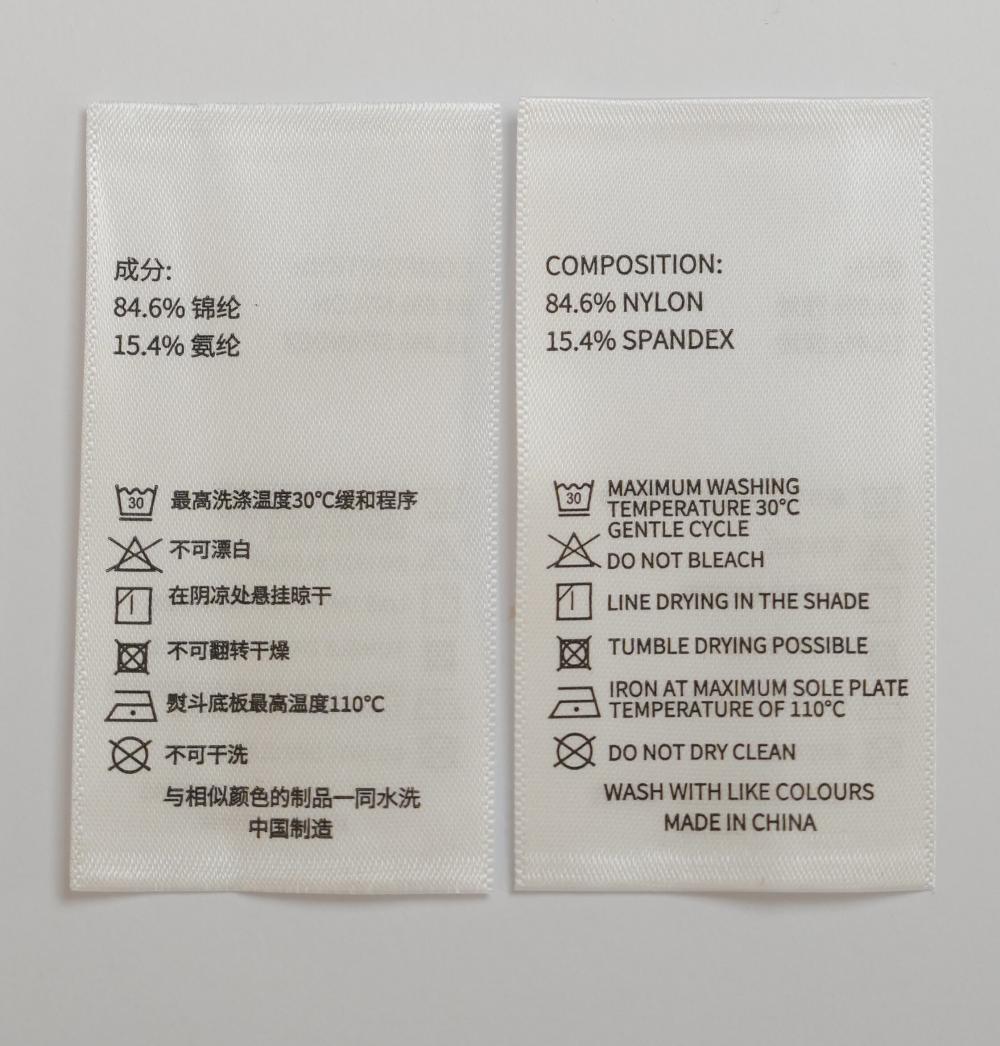 成分:
84.6% 锦纶
15.4% 氨纶
30
最高洗涤温度30°C缓和程序
不可漂白
在阴凉处悬挂晾干
不可翻转干燥
熨斗底板最高温度110°C
不可干洗
与相似颜色的制品一同水洗
中国制造
COMPOSITION:
84.6% NYLON
15.4% SPANDEX
30
MAXIMUM WASHING
TEMPERATURE 30°C
GENTLE CYCLE
DO NOT BLEACH
LINE DRYING IN THE SHADE
TUMBLE DRYING POSSIBLE
IRON AT MAXIMUM SOLE PLATE
TEMPERATURE OF 110°C
DO NOT DRY CLEAN
WASH WITH LIKE COLOURS
MADE IN CHINA